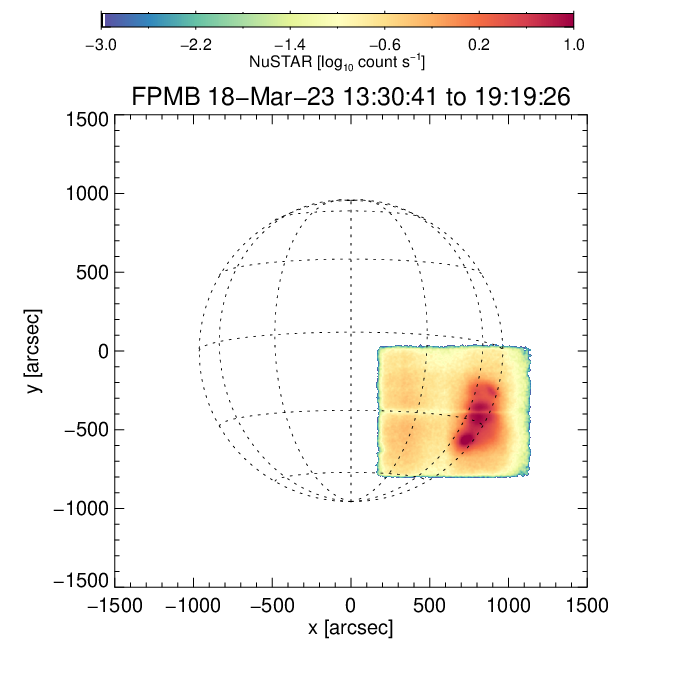 −3.0 −2.2 −1.4 −0.6 0.2 1.0
NuSTAR [log₁₀ count s⁻¹]
FPMB 18−Mar−23 13:30:41 to 19:19:26
1500
1000
500
0
−500
−1000
−1500
y [arcsec]
−1500 −1000 −500 0 500 1000 1500
x [arcsec]